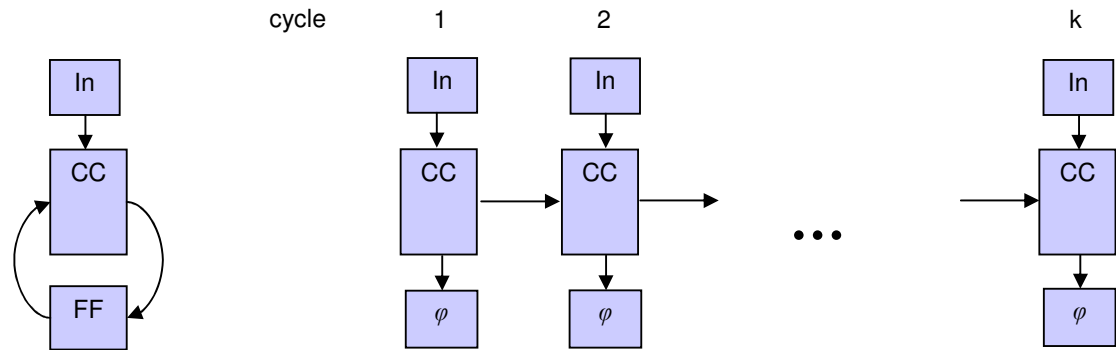 cycle 1 2 k
In In In In
CC CC CC CC
•••
FF φ φ φ